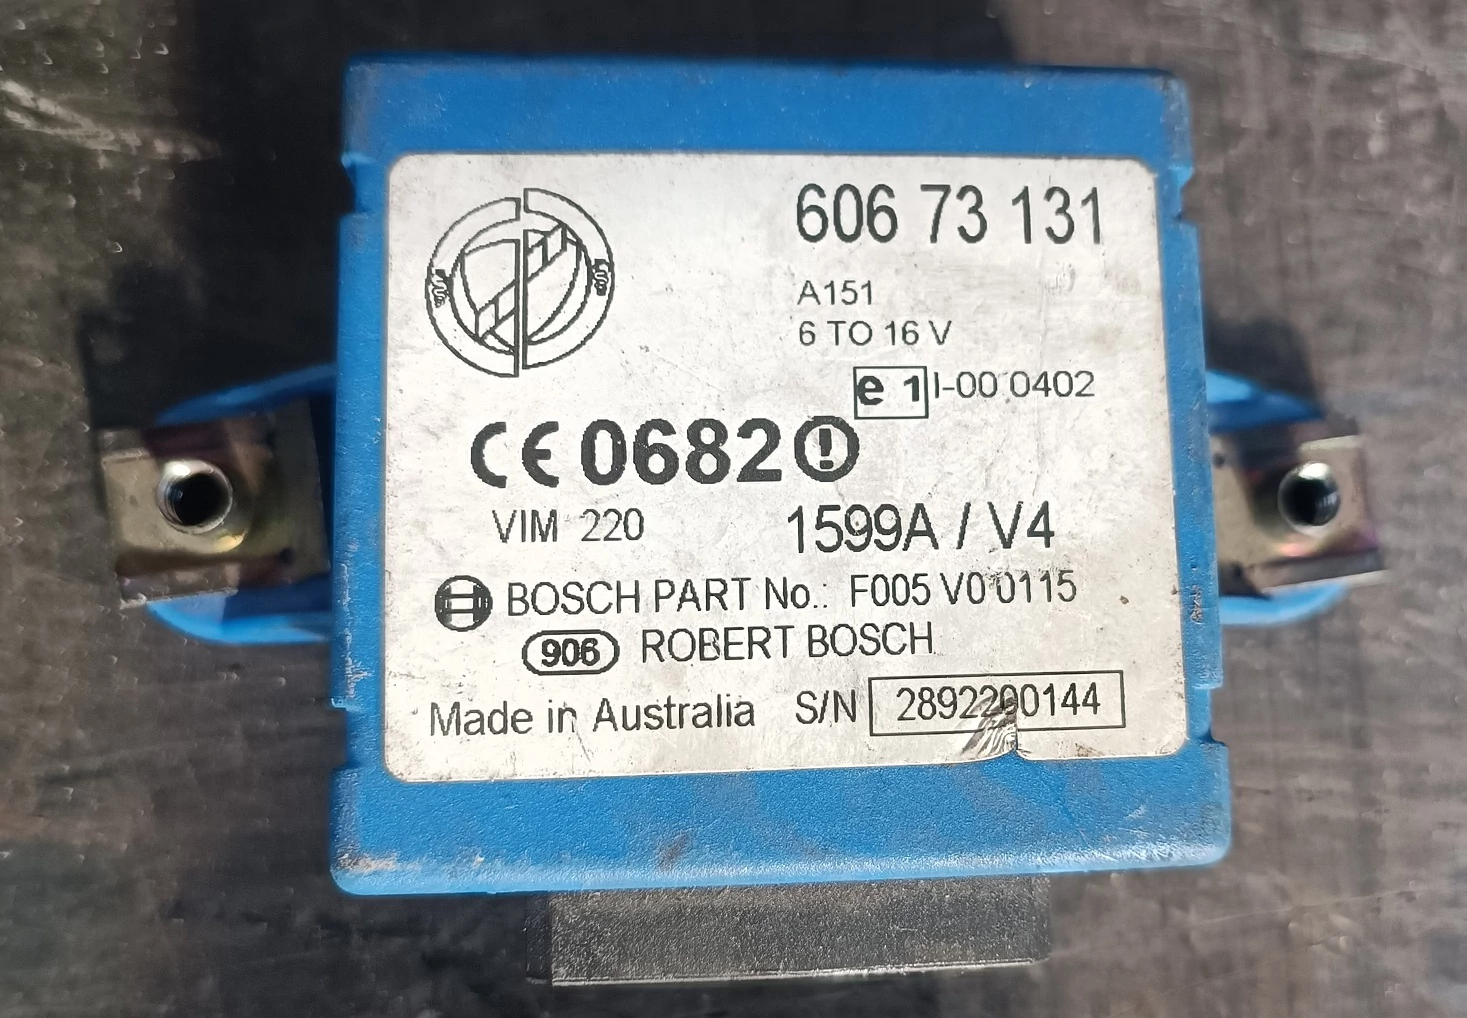 606 73 131
A151
6 TO 16 V
e1 I-00 0402
CE 0682
VIM 220 1599A / V4
BOSCH PART No.: F005 V0 0115
906 ROBERT BOSCH
Made in Australia S/N 2892200144